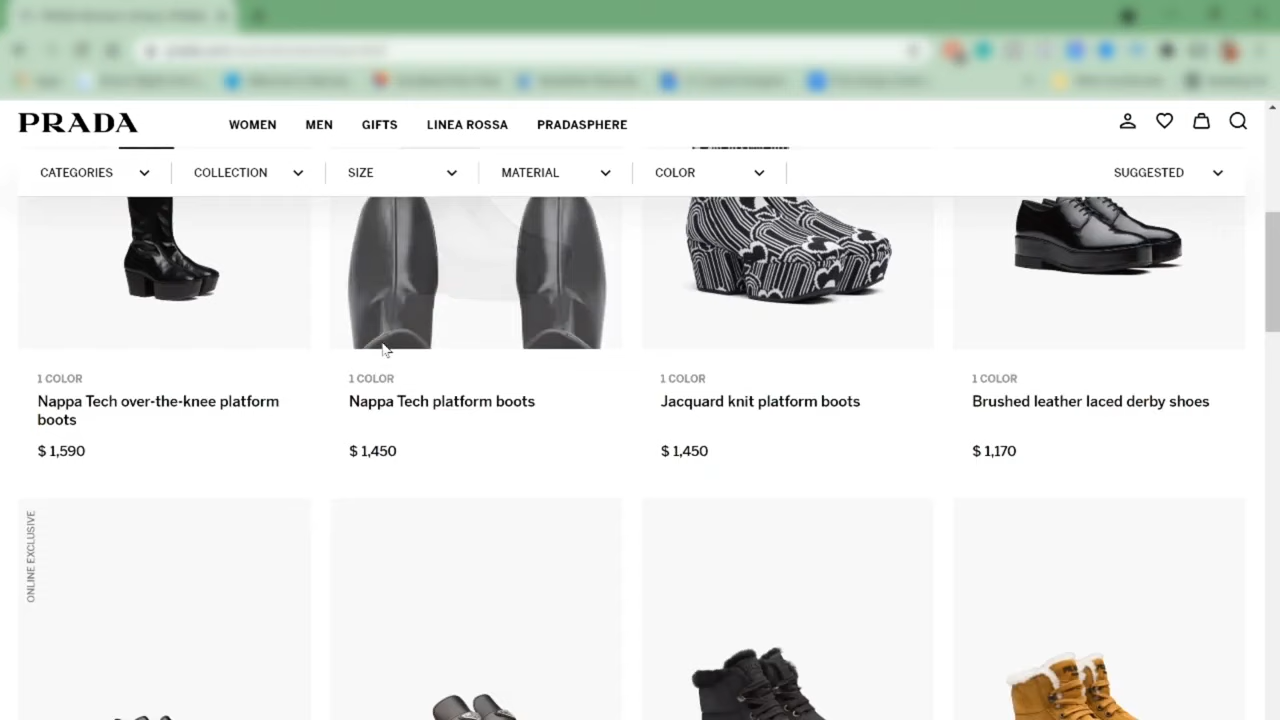 PRADA
WOMEN MEN GIFTS LINEA ROSSA PRADASPHERE
CATEGORIES COLLECTION SIZE MATERIAL COLOR SUGGESTED
1 COLOR
Nappa Tech over-the-knee platform
boots
$ 1,590
1 COLOR
Nappa Tech platform boots
$ 1,450
1 COLOR
Jacquard knit platform boots
$ 1,450
1 COLOR
Brushed leather laced derby shoes
$ 1,170
ONLINE EXCLUSIVE